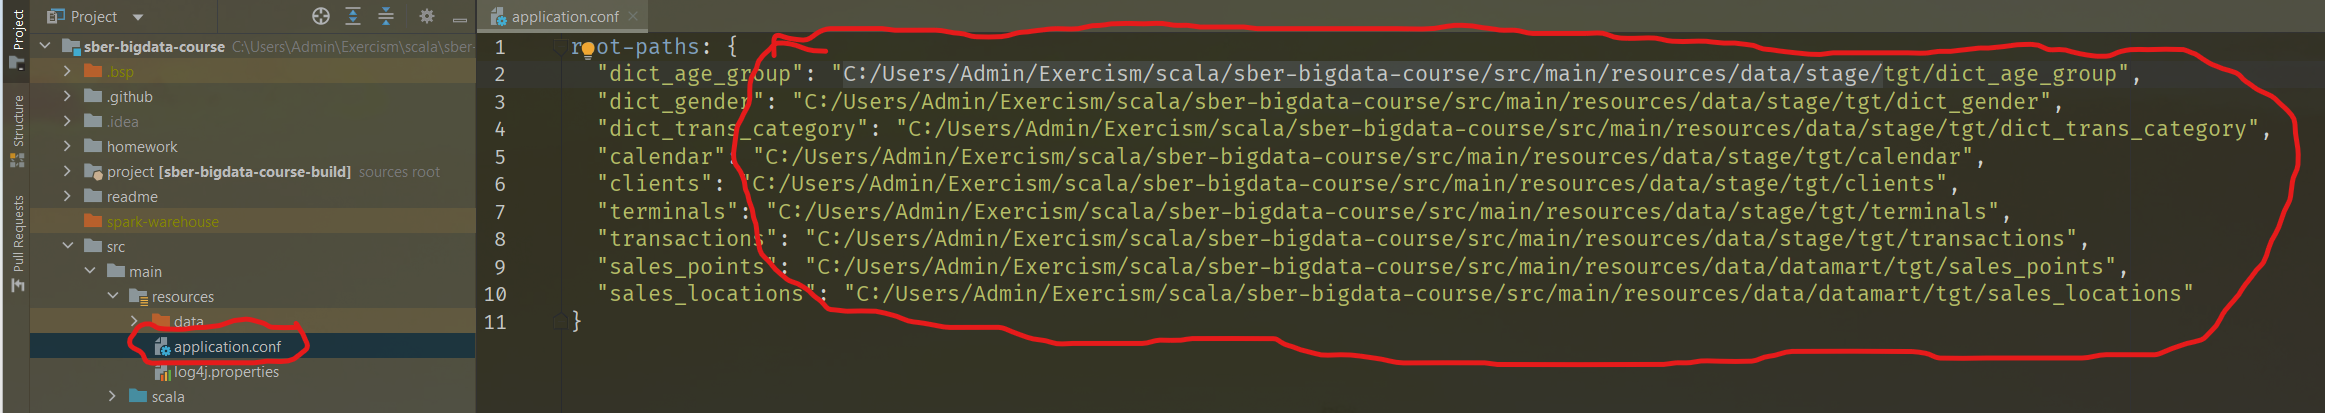 Project
application.conf
Project
Structure
Pull Requests
sber-bigdata-course C:\Users\Admin\Exercism\scala\sber-
.bsp
.github
.idea
homework
project [sber-bigdata-course-build] sources root
readme
spark-warehouse
src
main
resources
data
application.conf
log4j.properties
scala
1 root-paths: {
2 "dict_age_group": "C:/Users/Admin/Exercism/scala/sber-bigdata-course/src/main/resources/data/stage/tgt/dict_age_group",
3 "dict_gender": "C:/Users/Admin/Exercism/scala/sber-bigdata-course/src/main/resources/data/stage/tgt/dict_gender",
4 "dict_trans_category": "C:/Users/Admin/Exercism/scala/sber-bigdata-course/src/main/resources/data/stage/tgt/dict_trans_category",
5 "calendar": "C:/Users/Admin/Exercism/scala/sber-bigdata-course/src/main/resources/data/stage/tgt/calendar",
6 "clients": "C:/Users/Admin/Exercism/scala/sber-bigdata-course/src/main/resources/data/stage/tgt/clients",
7 "terminals": "C:/Users/Admin/Exercism/scala/sber-bigdata-course/src/main/resources/data/stage/tgt/terminals",
8 "transactions": "C:/Users/Admin/Exercism/scala/sber-bigdata-course/src/main/resources/data/stage/tgt/transactions",
9 "sales_points": "C:/Users/Admin/Exercism/scala/sber-bigdata-course/src/main/resources/data/datamart/tgt/sales_points",
10 "sales_locations": "C:/Users/Admin/Exercism/scala/sber-bigdata-course/src/main/resources/data/datamart/tgt/sales_locations"
11 }